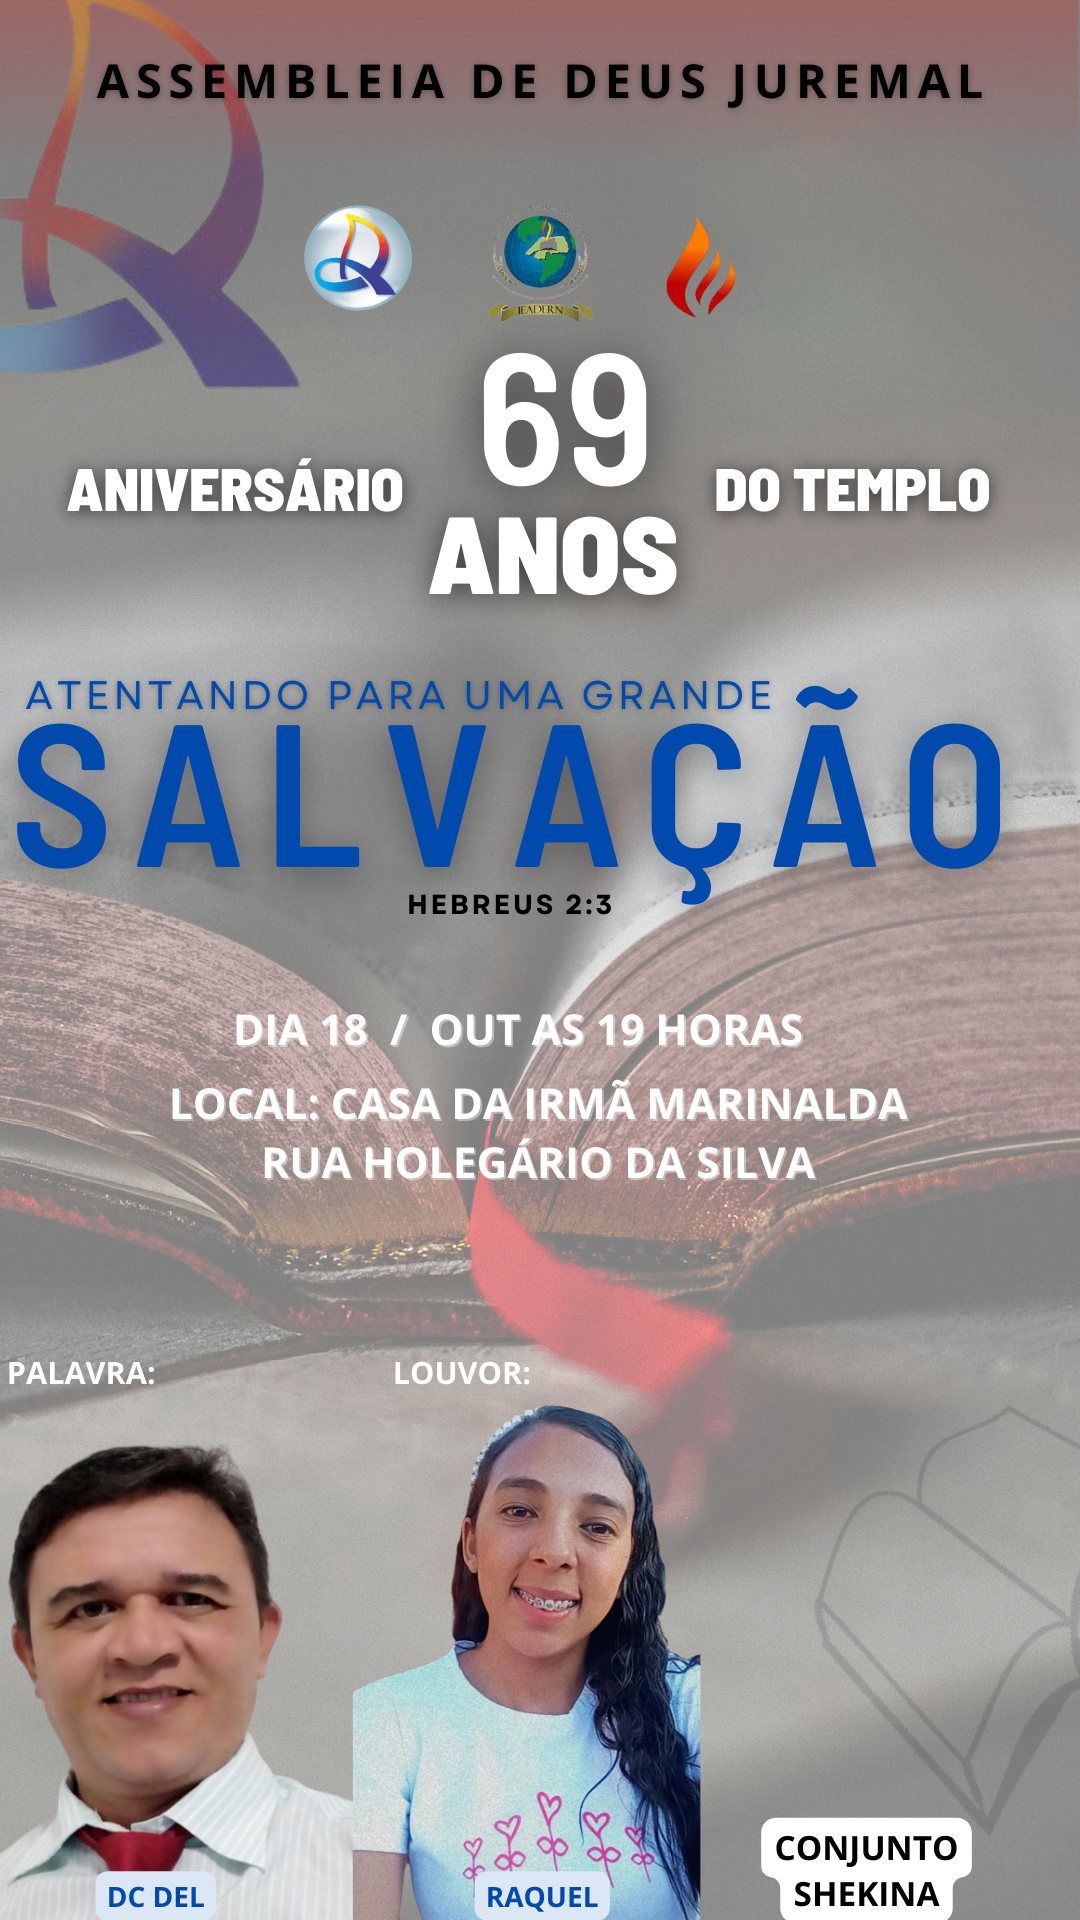 ASSEMBLEIA DE DEUS JUREMAL
IEADERN
69
ANIVERSÁRIO
DO TEMPLO
ANOS
ATENTANDO PARA UMA GRANDE
SALVAÇÃO
HEBREUS 2:3
DIA 18 / OUT AS 19 HORAS
LOCAL: CASA DA IRMÃ MARINALDA
RUA HOLEGÁRIO DA SILVA
PALAVRA:
LOUVOR:
DC DEL
RAQUEL
CONJUNTO
SHEKINA